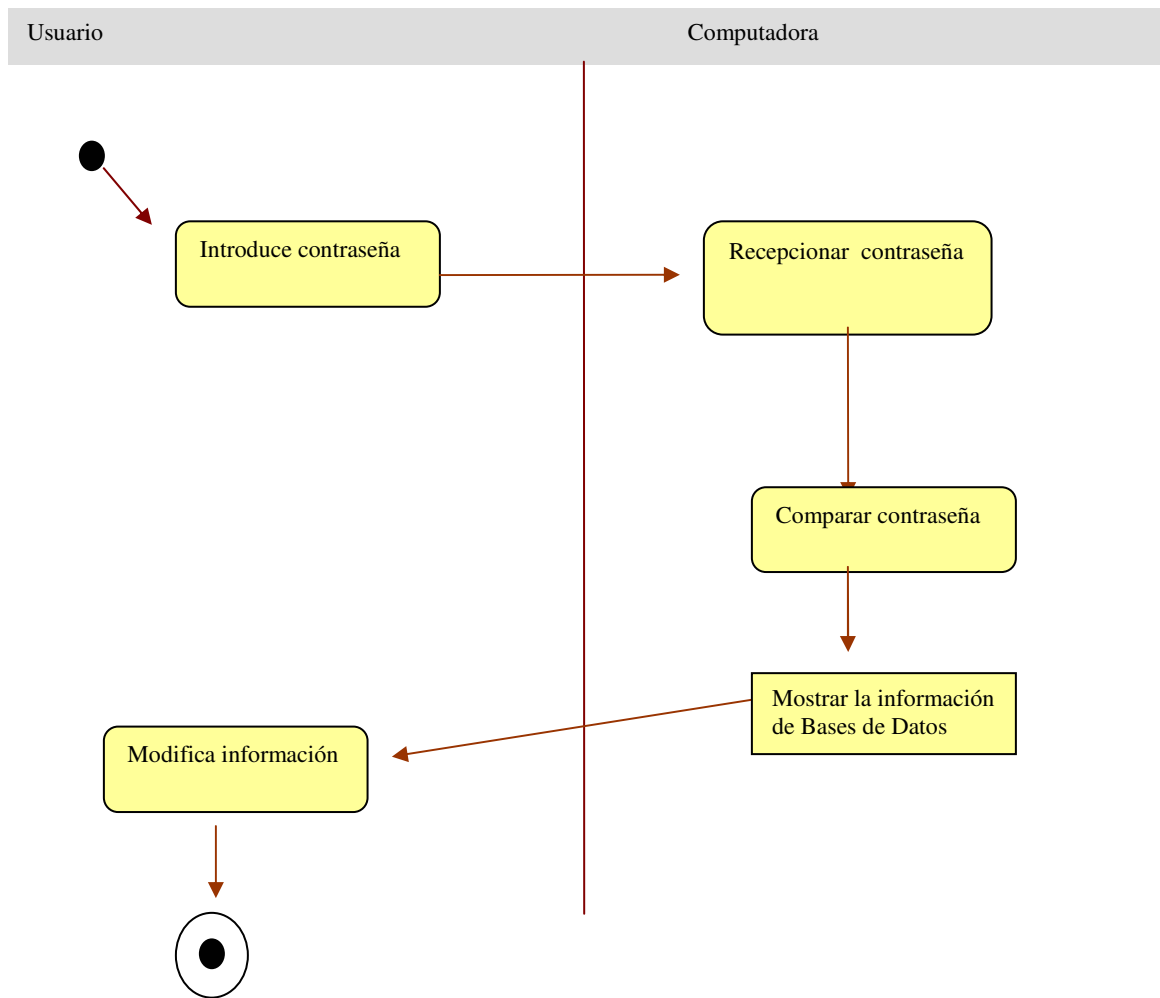 Usuario
Computadora
Introduce contraseña
Recepcionar  contraseña
Comparar contraseña
Mostrar la información
de Bases de Datos
Modifica información